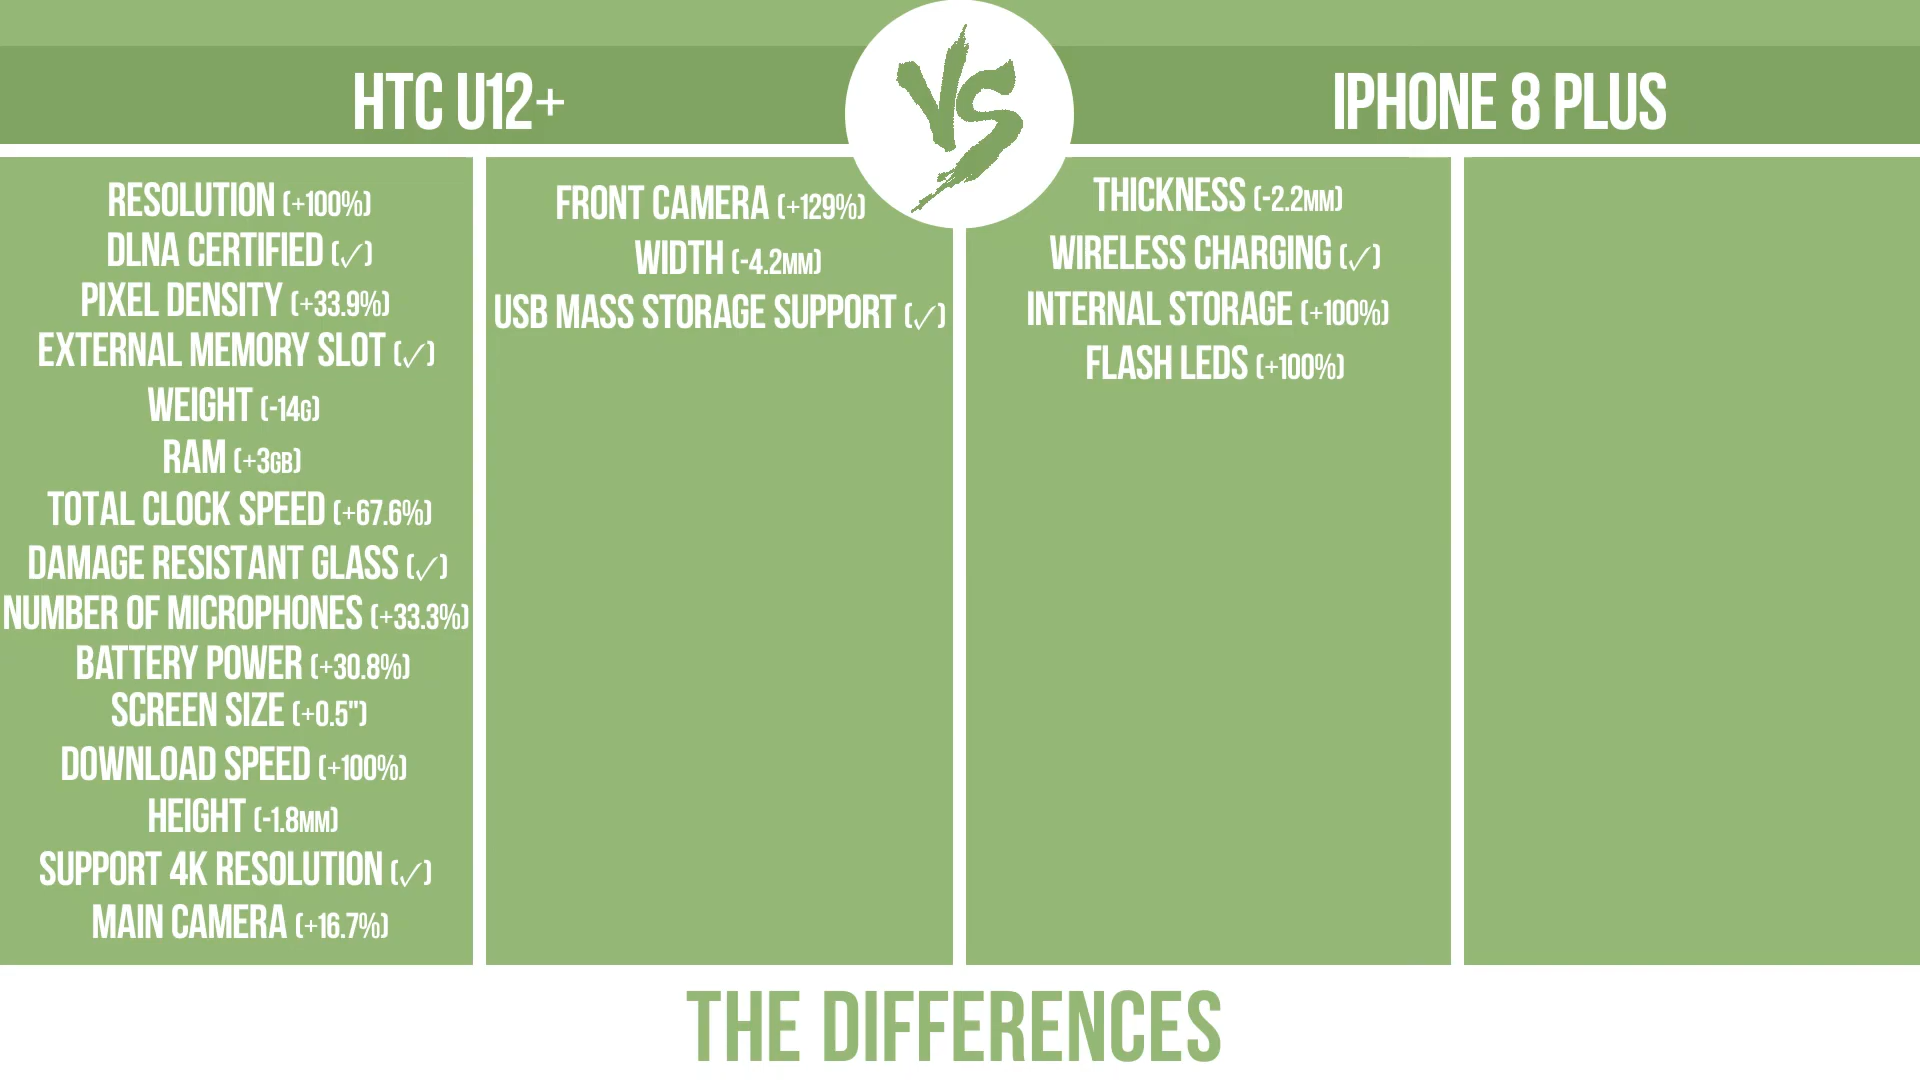 HTC U12+
VS
IPHONE 8 PLUS
RESOLUTION (+100%)
DLNA CERTIFIED (✓)
PIXEL DENSITY (+33.9%)
EXTERNAL MEMORY SLOT (✓)
WEIGHT (-14G)
RAM (+3GB)
TOTAL CLOCK SPEED (+67.6%)
DAMAGE RESISTANT GLASS (✓)
NUMBER OF MICROPHONES (+33.3%)
BATTERY POWER (+30.8%)
SCREEN SIZE (+0.5")
DOWNLOAD SPEED (+100%)
HEIGHT (-1.8MM)
SUPPORT 4K RESOLUTION (✓)
MAIN CAMERA (+16.7%)
FRONT CAMERA (+129%)
WIDTH (-4.2MM)
USB MASS STORAGE SUPPORT (✓)
THICKNESS (-2.2MM)
WIRELESS CHARGING (✓)
INTERNAL STORAGE (+100%)
FLASH LEDS (+100%)
THE DIFFERENCES